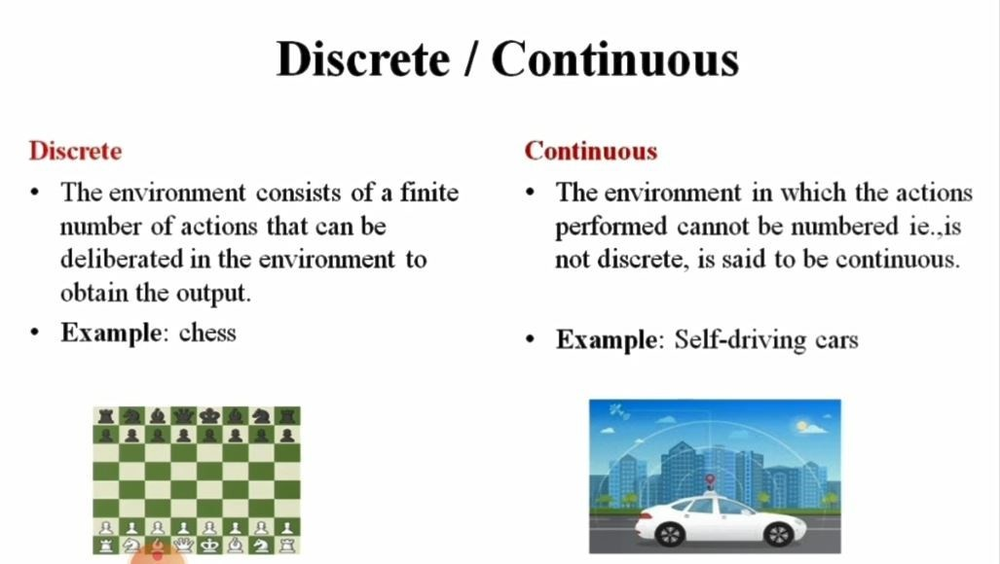 Discrete / Continuous
Discrete
• The environment consists of a finite
number of actions that can be
deliberated in the environment to
obtain the output.
• Example: chess
Continuous
• The environment in which the actions
performed cannot be numbered ie.,is
not discrete, is said to be continuous.
• Example: Self-driving cars